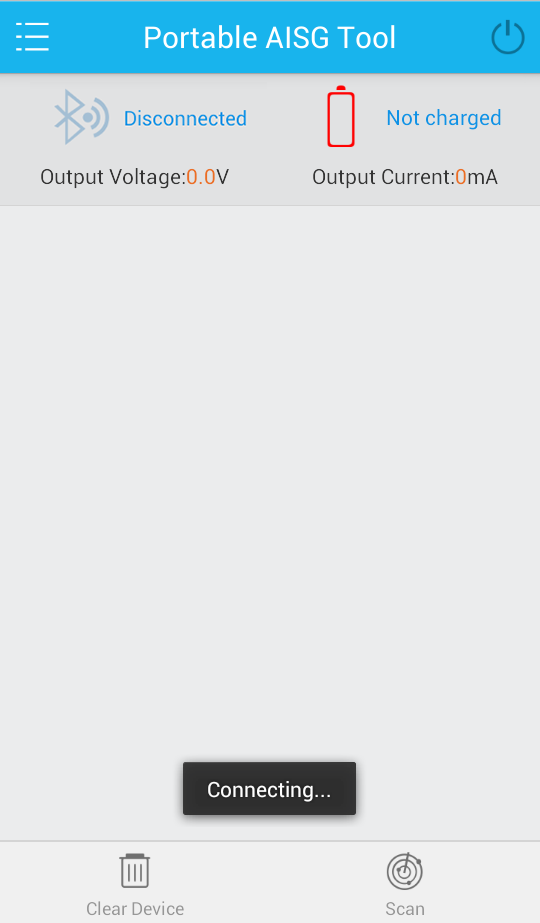 Portable AISG Tool
Disconnected
Not charged
Output Voltage:0.0V
Output Current:0mA
Connecting...
Clear Device
Scan